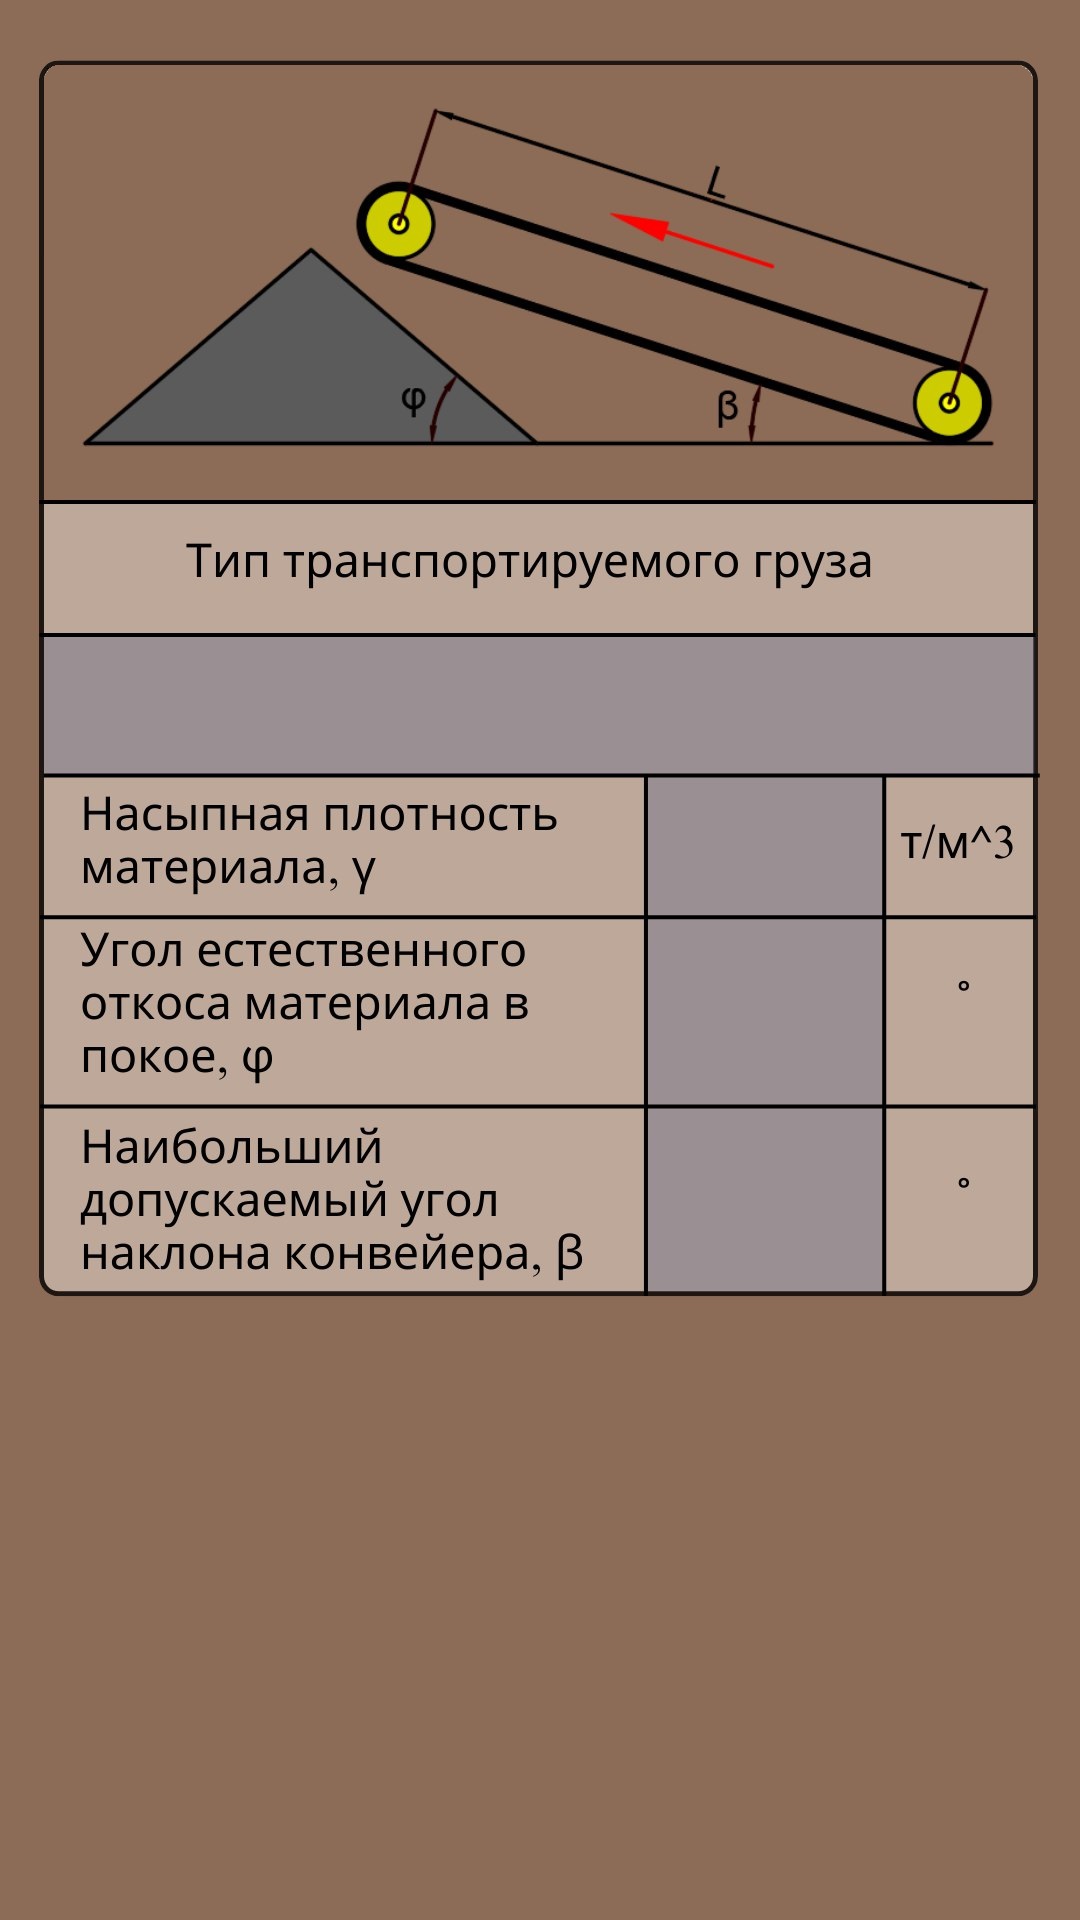 L
φ
β
Тип транспортируемого груза
Насыпная плотность
материала, γ
т/м^3
Угол естественного
откоса материала в
покое, φ
°
Наибольший
допускаемый угол
наклона конвейера, β
°